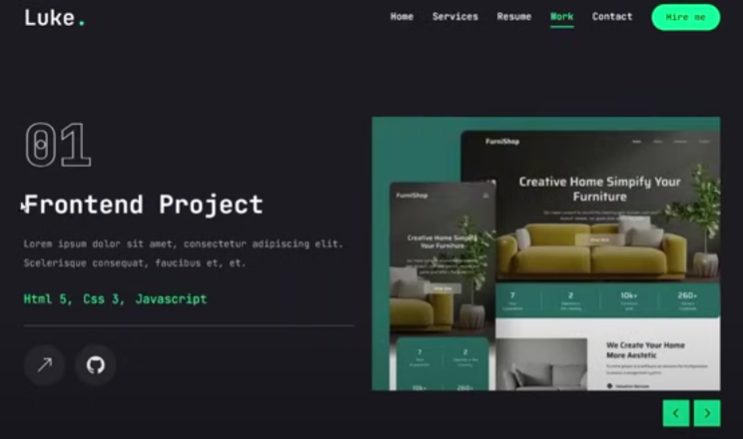 Luke.
Home Services Resume Work Contact Hire me
01
Frontend Project
Lorem ipsum dolor sit amet, consectetur adipiscing elit.
Scelerisque consequat, faucibus et, et.
Html 5, Css 3, Javascript
FurniShop
Creative Home Simpify Your
Furniture
Shop Now
7 2 10k+ 260+
FurniShop
Creative Home Simpify
Your Furniture
7 2
10k+ 260+
We Create Your Home
More Aestetic